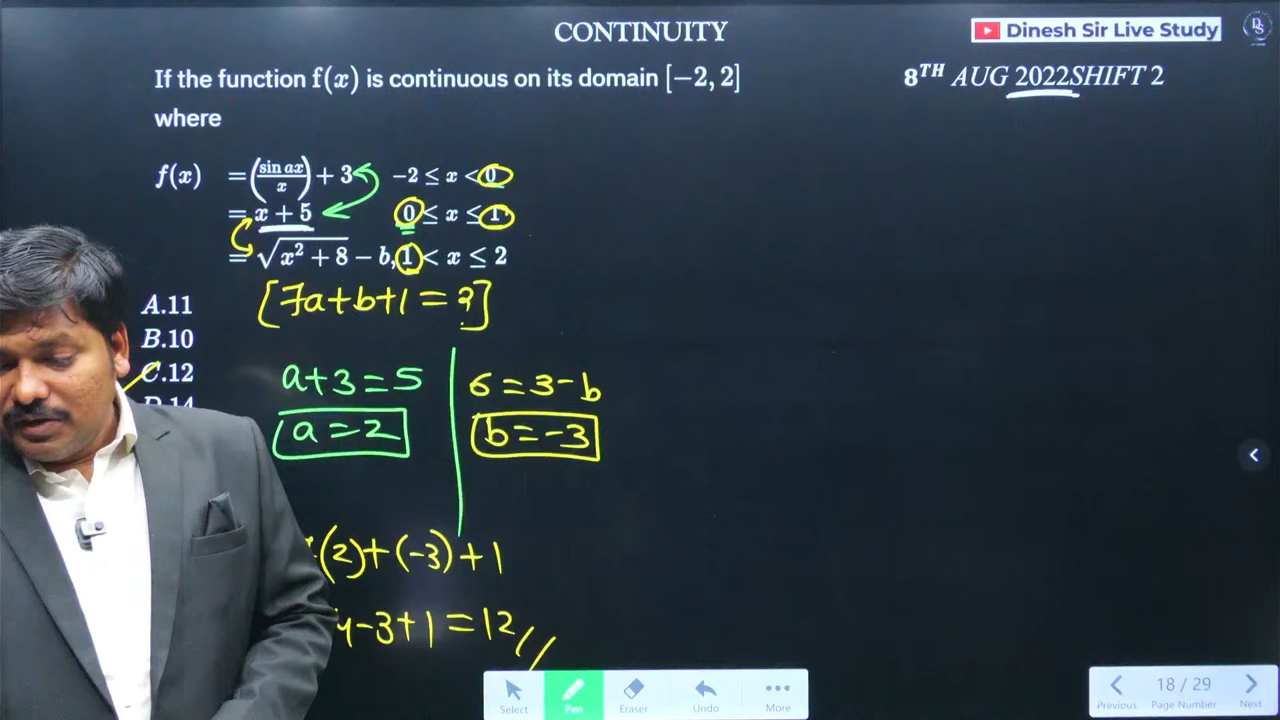 CONTINUITY
Dinesh Sir Live Study
If the function f(x) is continuous on its domain [−2, 2]
8TH AUG 2022SHIFT 2
where
f(x) = (sin ax/x) + 3 −2 ≤ x < 0
= x + 5 0 ≤ x ≤ 1
= √x² + 8 − b, 1 < x ≤ 2
[7a+b+1 = ?]
A.11
B.10
C.12
D.14
a+3 = 5
6 = 3-b
a = 2
b = -3
(2)+(-3)+1
-3+1 = 12//
Select Pen Eraser Undo More
Previous 18 / 29 Page Number Next